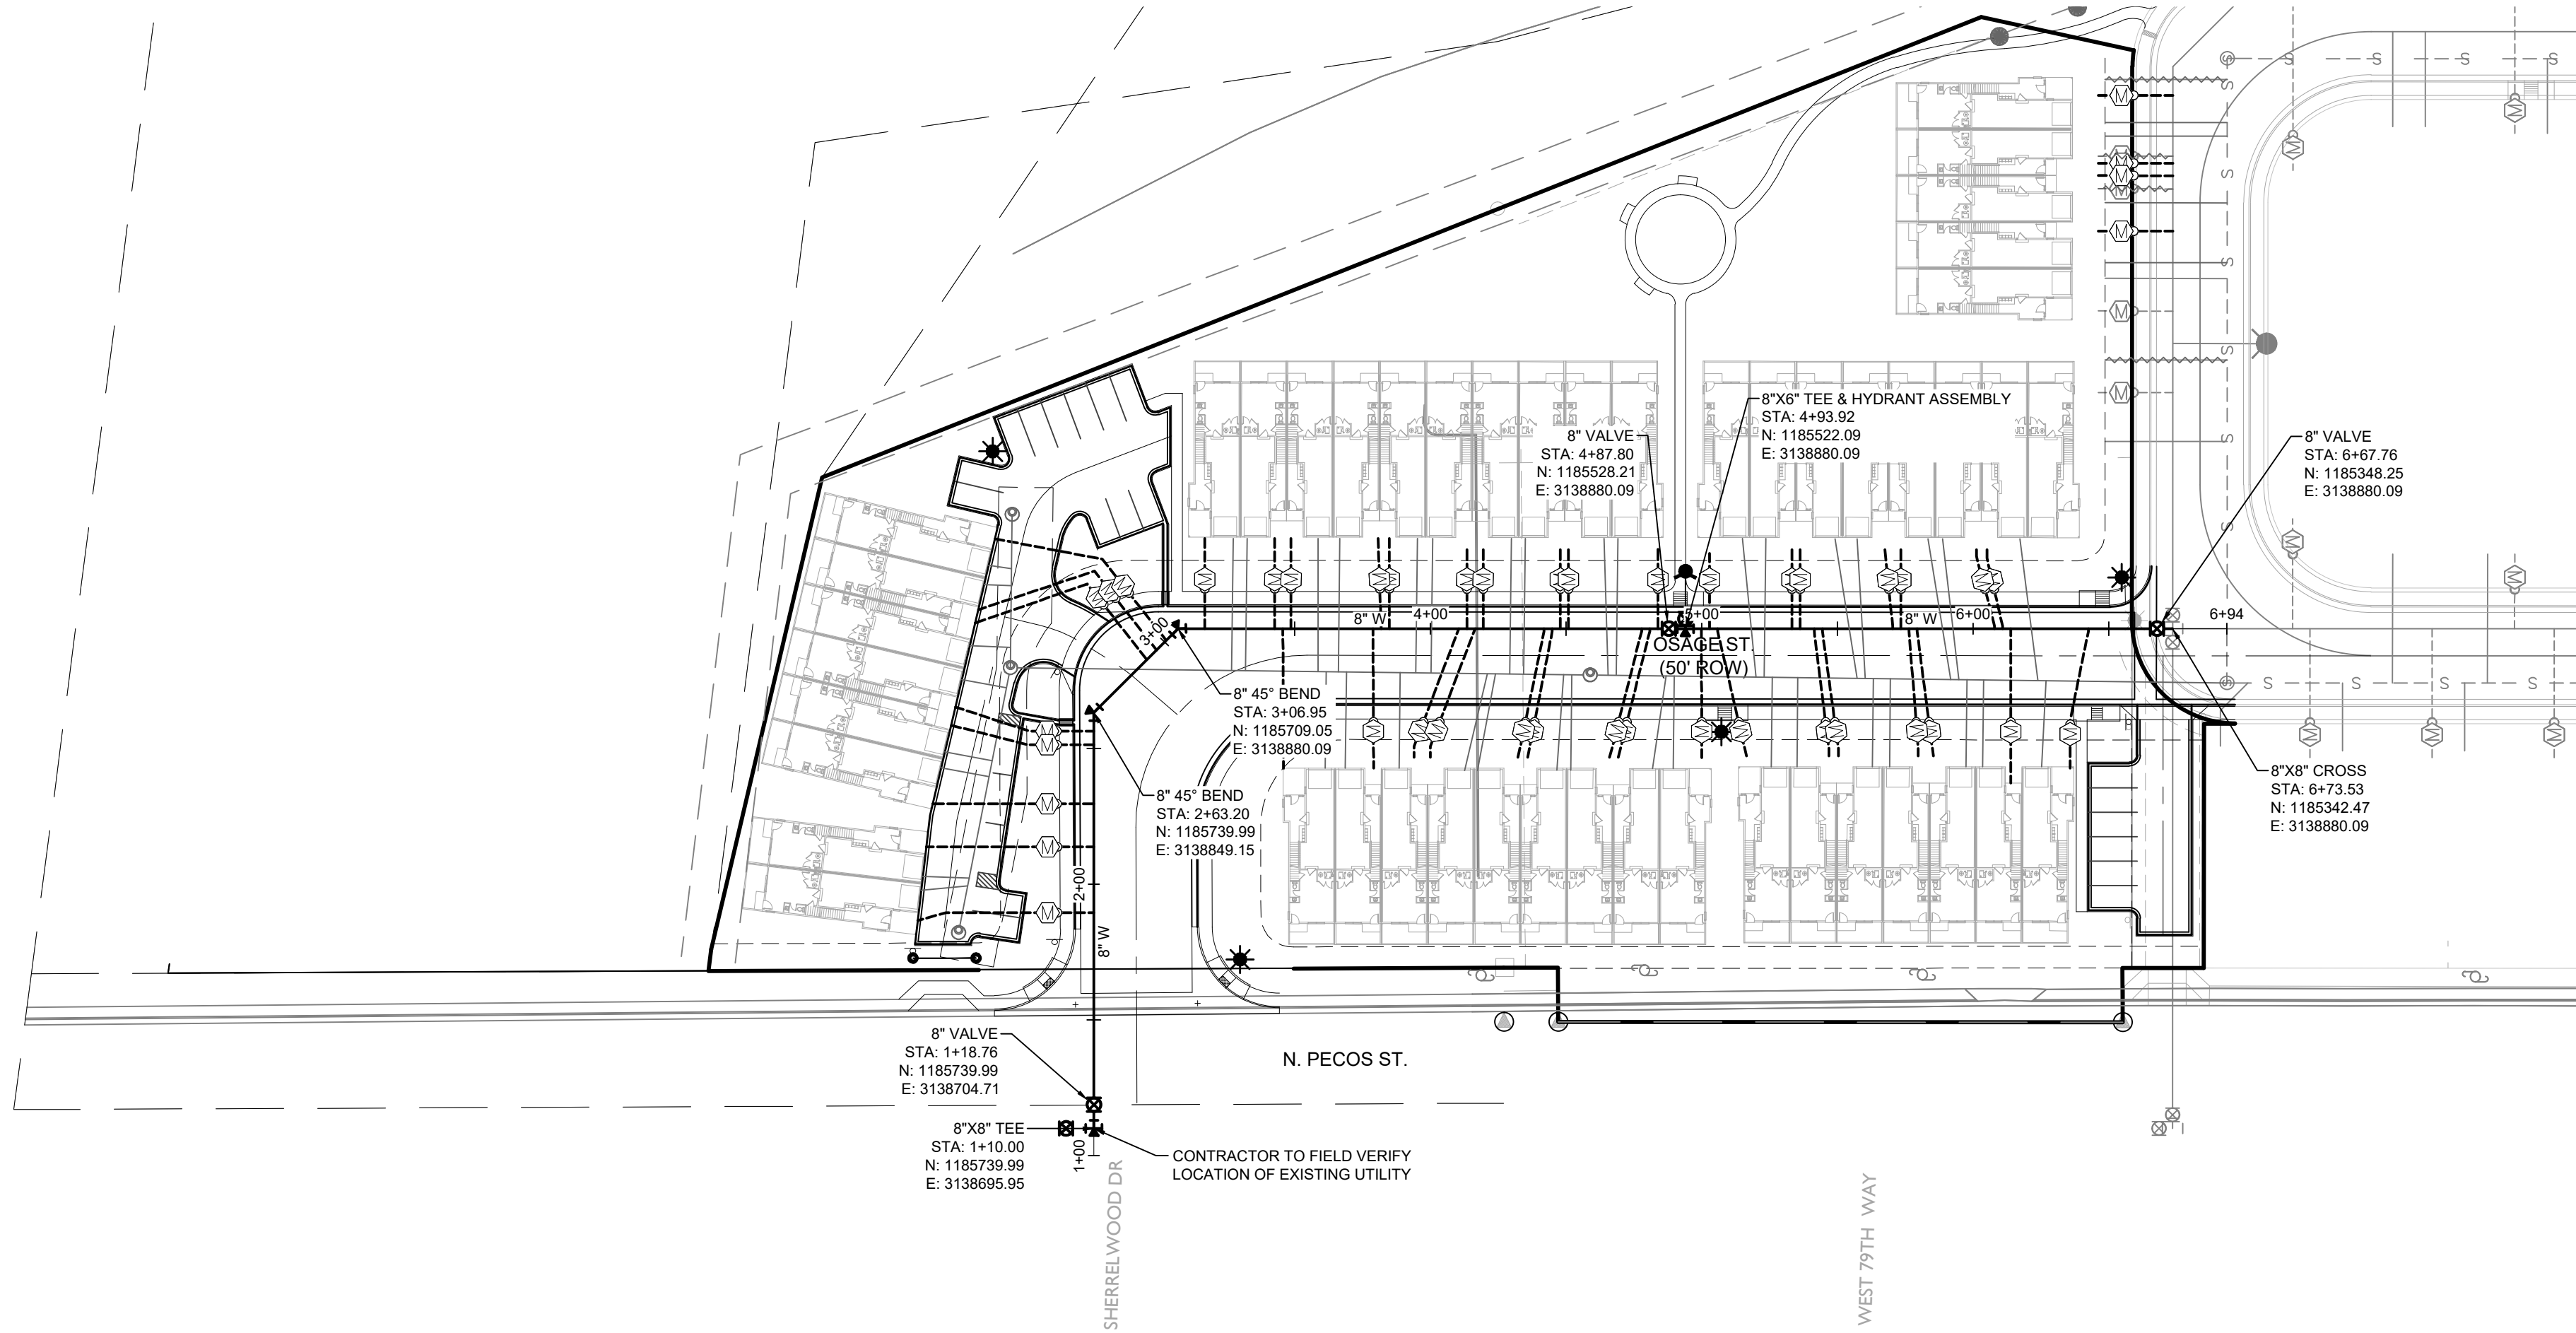 8"X6" TEE & HYDRANT ASSEMBLY
STA: 4+93.92
N: 1185522.09
E: 3138880.09
8" VALVE
STA: 4+87.80
N: 1185528.21
E: 3138880.09
8" VALVE
STA: 6+67.76
N: 1185348.25
E: 3138880.09
3+00
8" W
4+00
5+00
8" W
6+00
6+94
OSAGE ST.
(50' ROW)
8" 45° BEND
STA: 3+06.95
N: 1185709.05
E: 3138880.09
8" 45° BEND
STA: 2+63.20
N: 1185739.99
E: 3138849.15
8"X8" CROSS
STA: 6+73.53
N: 1185342.47
E: 3138880.09
2+00
8" W
8" VALVE
STA: 1+18.76
N: 1185739.99
E: 3138704.71
N. PECOS ST.
8"X8" TEE
STA: 1+10.00
N: 1185739.99
E: 3138695.95
1+00
CONTRACTOR TO FIELD VERIFY
LOCATION OF EXISTING UTILITY
SHERRELWOOD DR
WEST 79TH WAY